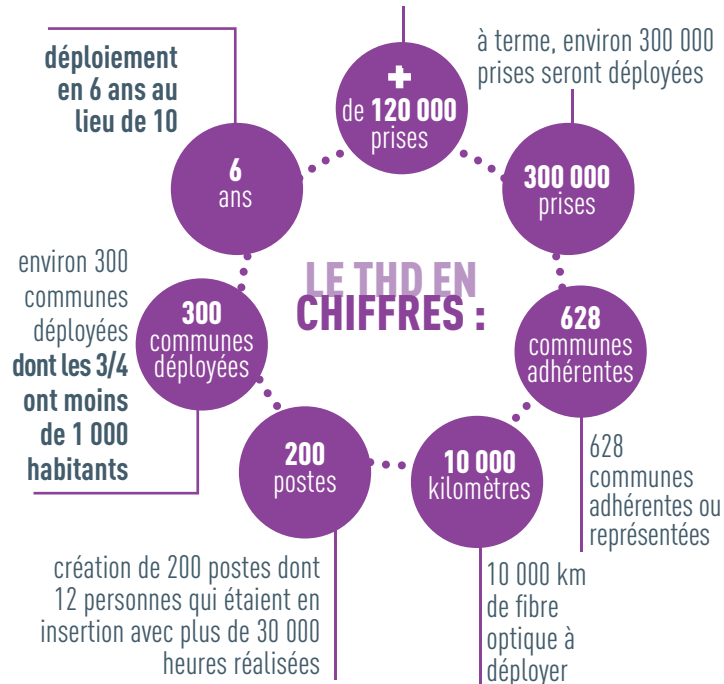 LE THD EN
CHIFFRES :
+
de 120 000
prises
à terme, environ 300 000
prises seront déployées
300 000
prises
628
communes
adhérentes
628
communes
adhérentes ou
représentées
10 000
kilomètres
10 000 km
de fibre
optique à
déployer
200
postes
création de 200 postes dont
12 personnes qui étaient en
insertion avec plus de 30 000
heures réalisées
300
communes
déployées
environ 300
communes
déployées
dont les 3/4
ont moins
de 1 000
habitants
6
ans
déploiement
en 6 ans au
lieu de 10